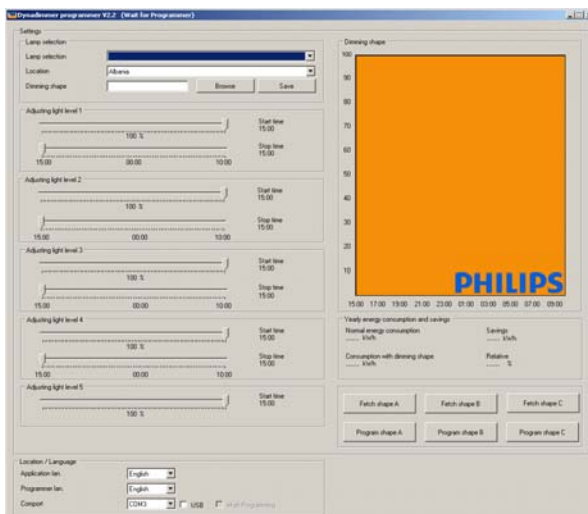 Dynadimmer programmer V2.2 (Wait for Programmer)
Settings
Lamp selection
Lamp selection
Location Albania
Dimming shape Browse Save
Adjusting light level 1
100 %
Start time
15:00
Stop time
15:00
15:00 00:00 10:00
Adjusting light level 2
100 %
Start time
15:00
Stop time
15:00
15:00 00:00 10:00
Adjusting light level 3
100 %
Start time
15:00
Stop time
15:00
15:00 00:00 10:00
Adjusting light level 4
100 %
Start time
15:00
Stop time
15:00
15:00 00:00 10:00
Adjusting light level 5
100 %
Start time
15:00
Location / Language
Application lan. English
Programmer lan. English
Comport COM3 USB
Dimming shape
100
90
80
70
60
50
40
30
20
10
PHILIPS
15:00 17:00 19:00 21:00 23:00 01:00 03:00 05:00 07:00 09:00
Yearly energy consumption and savings
Normal energy consumption Savings
..... kWh ..... kWh
Consumption with dimming shape Relative
..... kWh ..... %
Fetch shape A Fetch shape B Fetch shape C
Program shape A Program shape B Program shape C